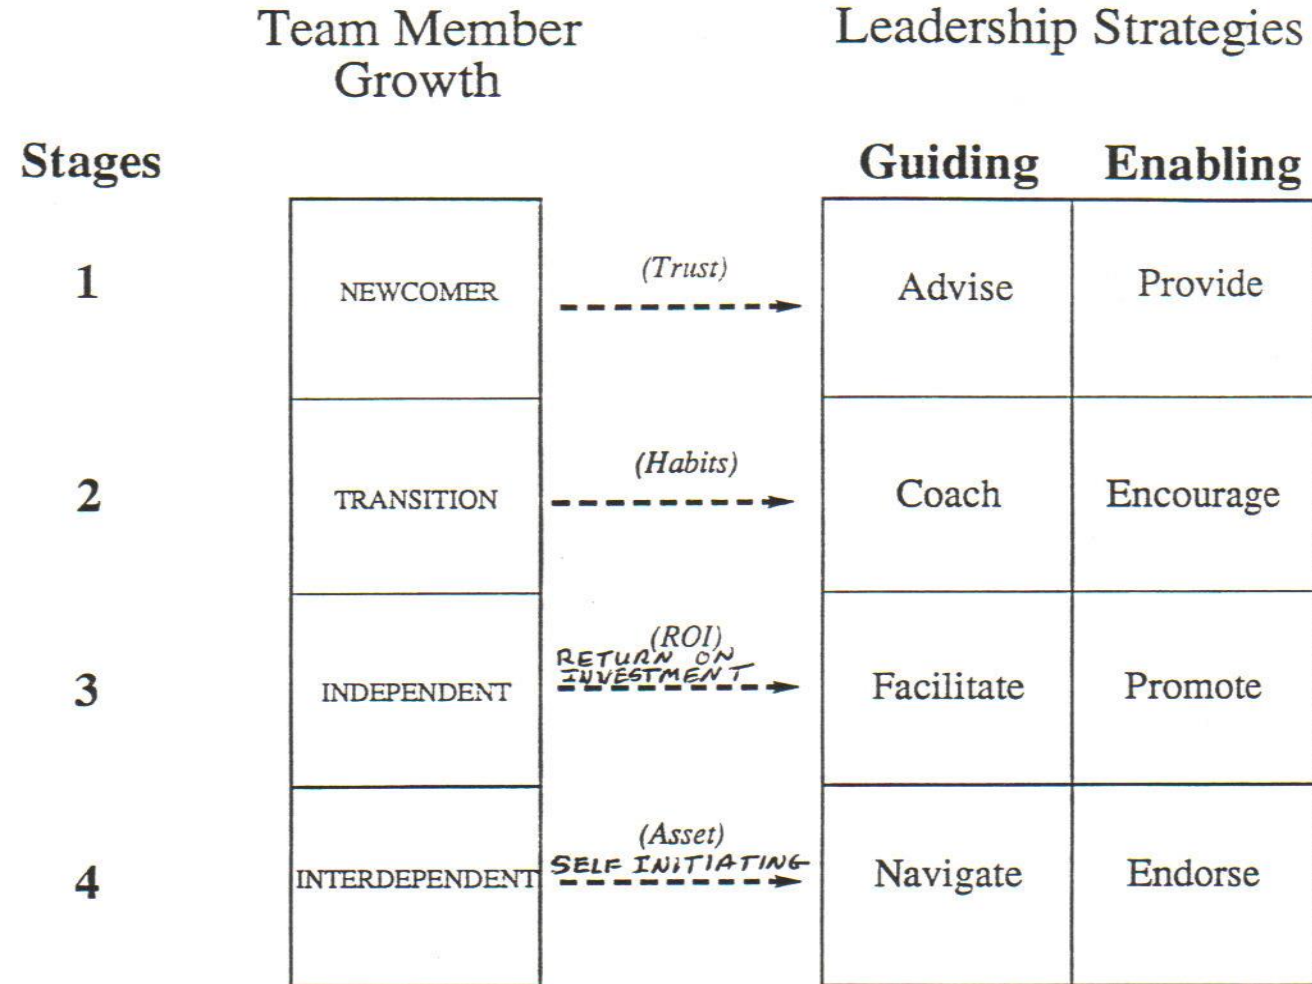 Team Member
Growth
Leadership Strategies
Stages
Guiding
Enabling
1
NEWCOMER
(Trust)
Advise
Provide
2
TRANSITION
(Habits)
Coach
Encourage
3
INDEPENDENT
(ROI)
RETURN ON
INVESTMENT
Facilitate
Promote
4
INTERDEPENDENT
(Asset)
SELF INITIATING
Navigate
Endorse